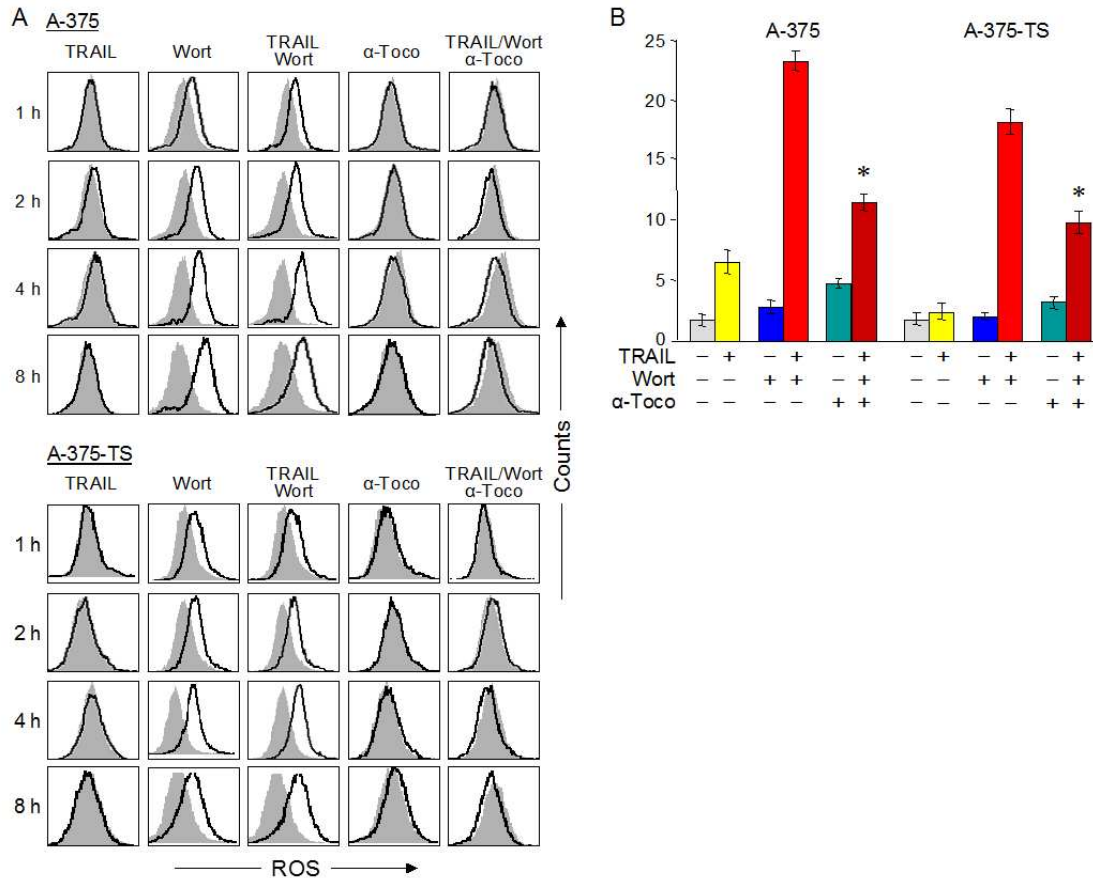 A
A-375
TRAIL Wort TRAIL Wort α-Toco TRAIL/Wort α-Toco
1 h
2 h
4 h
8 h
A-375-TS
TRAIL Wort TRAIL Wort α-Toco TRAIL/Wort α-Toco
1 h
2 h
4 h
8 h
ROS
Counts
B
A-375 A-375-TS
25
20
15
10
5
0
* *
TRAIL – + – + – + – + – + – +
Wort – – + + – + – – + + – +
α-Toco – – – – + + – – – – + +